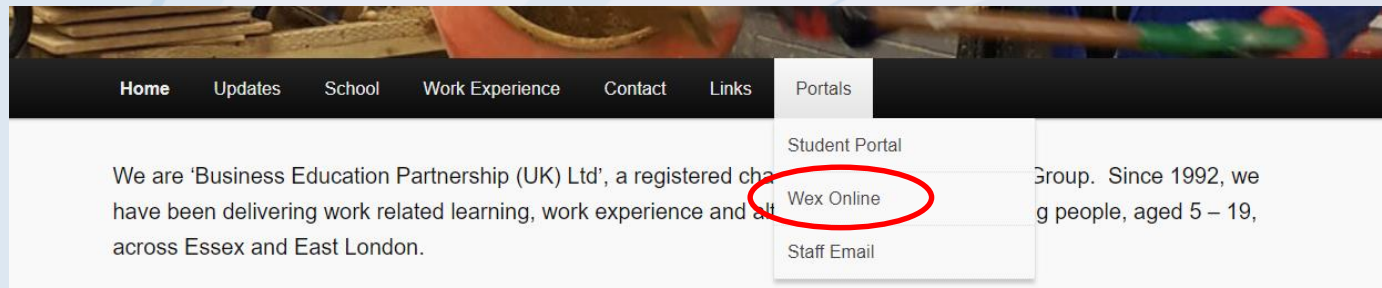 Home Updates School Work Experience Contact Links Portals
Student Portal
Wex Online
Staff Email
We are ‘Business Education Partnership (UK) Ltd’, a registered cha Group. Since 1992, we
have been delivering work related learning, work experience and alt g people, aged 5 – 19,
across Essex and East London.